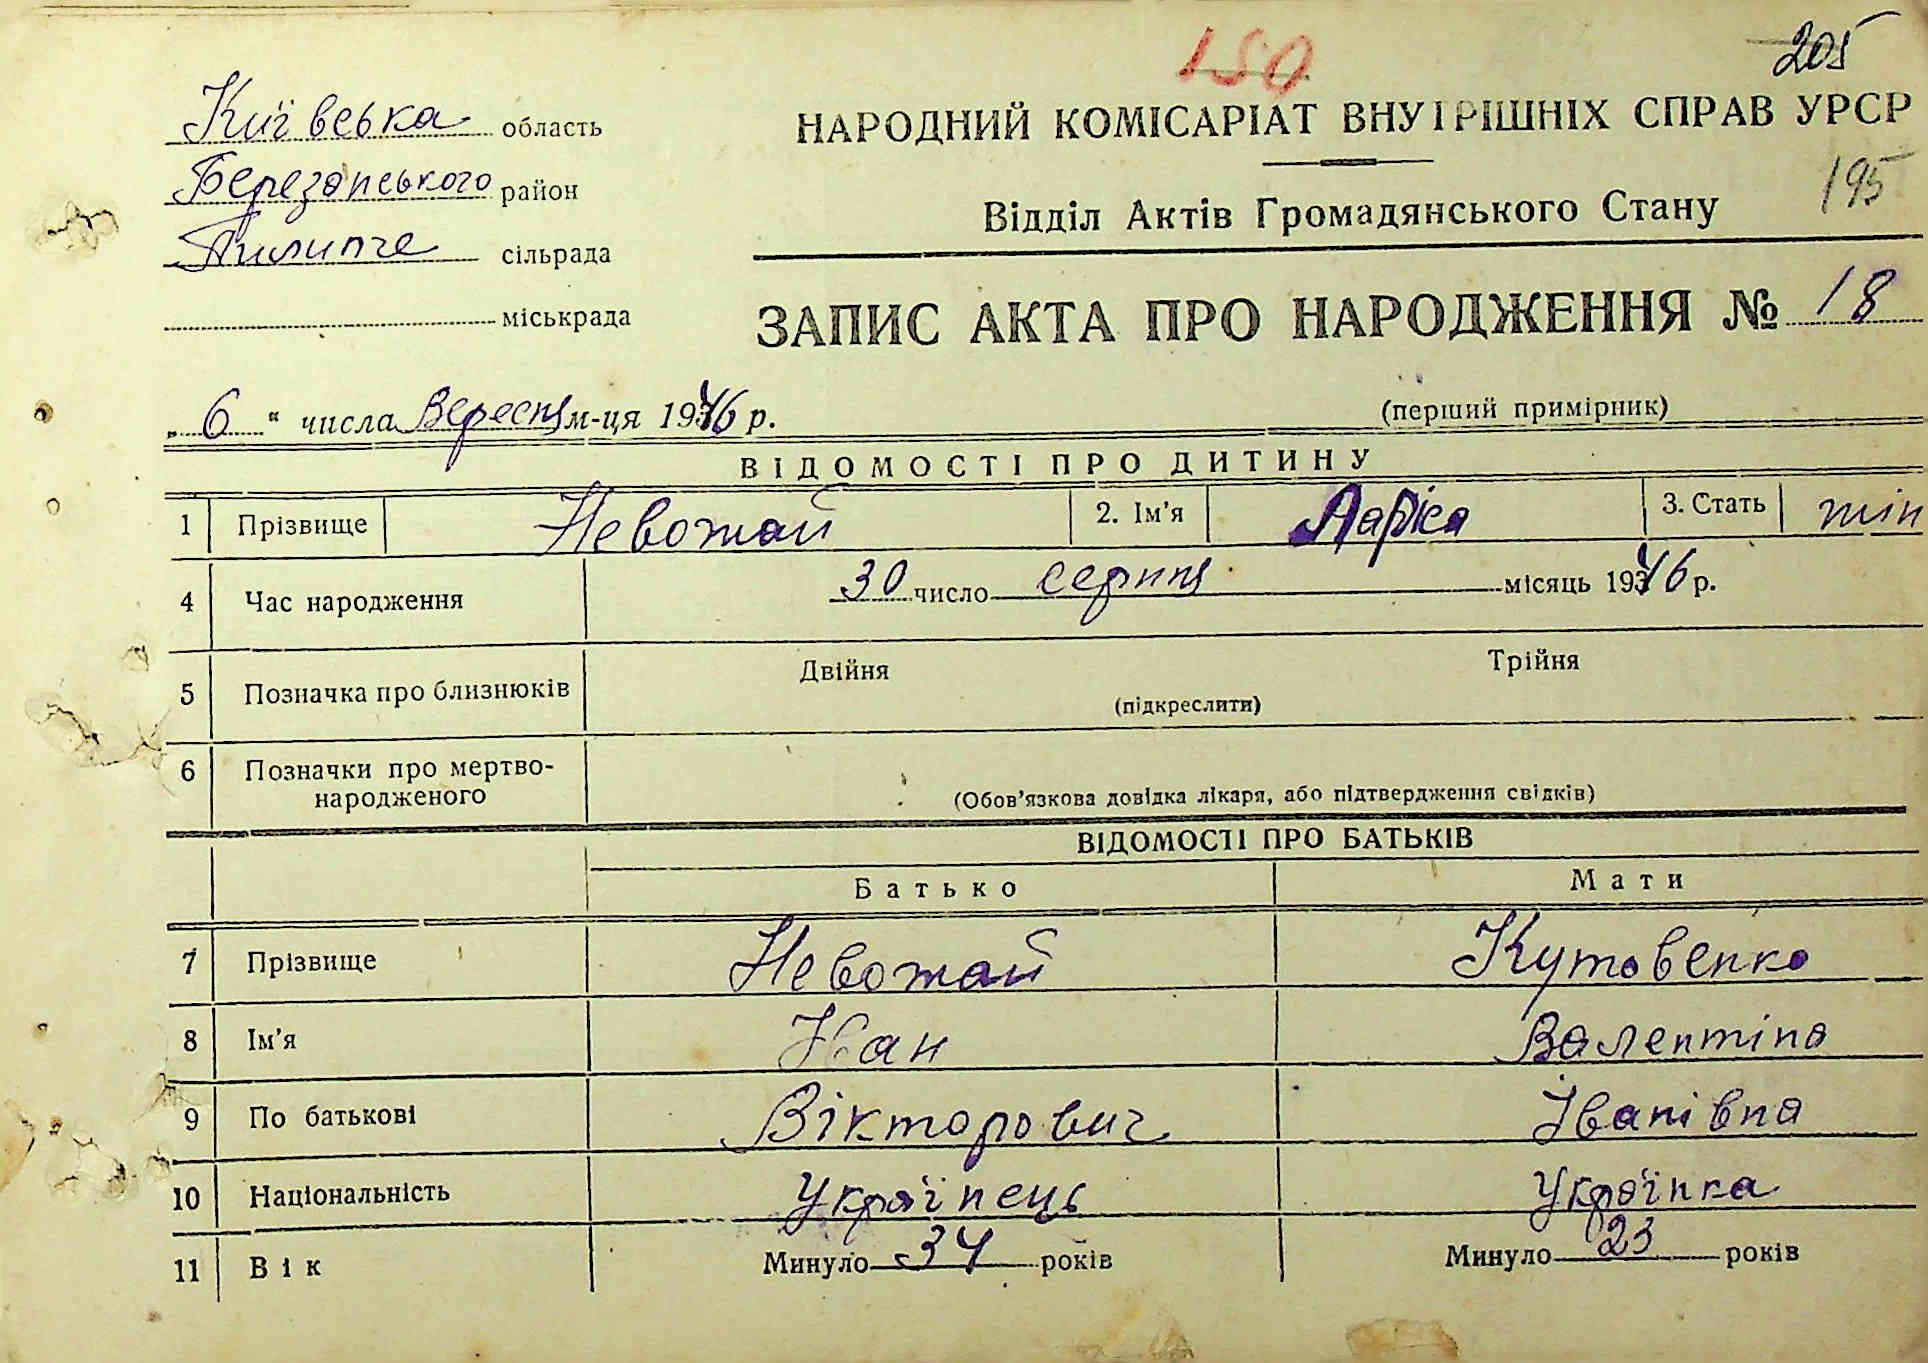 150
205
Київська область
Березанського район
Пилипче сільрада
міськрада
НАРОДНИЙ КОМІСАРІАТ ВНУТРІШНІХ СПРАВ УРСР
195
Відділ Актів Громадянського Стану
ЗАПИС АКТА ПРО НАРОДЖЕННЯ № 18
„ 6 “ числа Вересня м-ця 1946 р.
(перший примірник)
ВІДОМОСТІ ПРО ДИТИНУ
1 Прізвище Невожай 2. Ім'я Ларіса 3. Стать жін
4 Час народження 30 число серпня місяць 1946 р.
5 Позначка про близнюків Двійня Трійня
(підкреслити)
6 Позначки про мертво-
народженого (Обов'язкова довідка лікаря, або підтвердження свідків)
ВІДОМОСТІ ПРО БАТЬКІВ
Батько Мати
7 Прізвище Невожай Кутовенко
8 Ім'я Іван Валентіна
9 По батькові Вікторович Іванівна
10 Національність Українець Українка
11 Вік Минуло 34 років Минуло 23 років